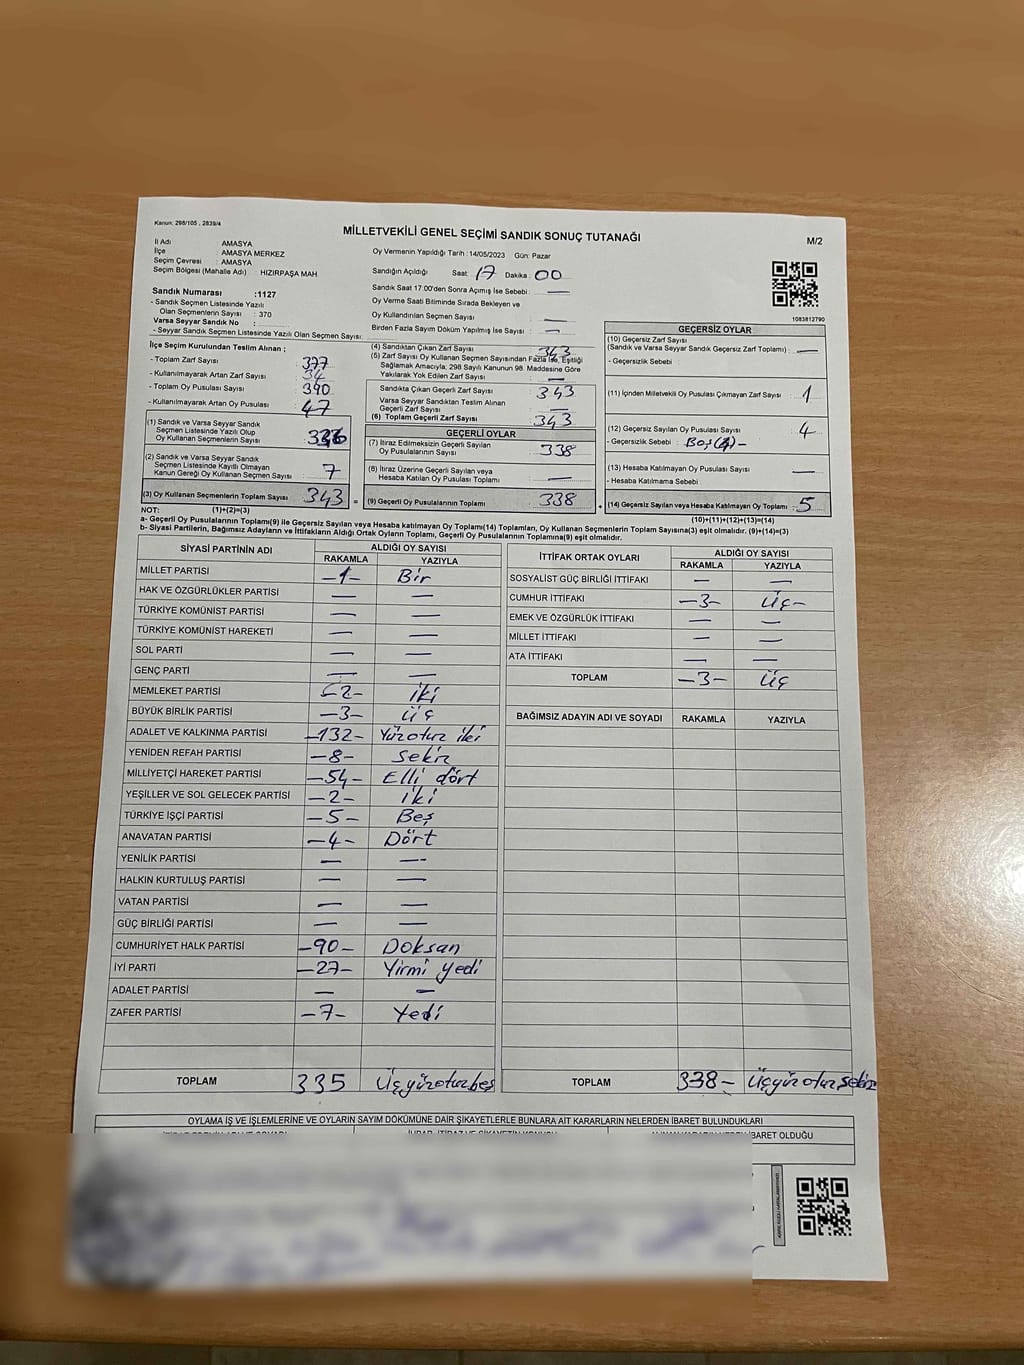 Kanun: 298/105 , 2839/4
MİLLETVEKİLİ GENEL SEÇİMİ SANDIK SONUÇ TUTANAĞI
M/2
İl Adı : AMASYA
İlçe : AMASYA MERKEZ
Seçim Çevresi : AMASYA
Seçim Bölgesi (Mahalle Adı) : HIZIRPAŞA MAH.
Oy Vermenin Yapıldığı Tarih :14/05/2023 Gün: Pazar
Sandığın Açıldığı Saat: 17 Dakika : 00
Sandık Saat 17.00'den Sonra Açımış İse Sebebi : —
Oy Verme Saati Bitiminde Sırada Bekleyen ve
Oy Kullandırılan Seçmen Sayısı : —
Birden Fazla Sayım Döküm Yapılmış İse Sayısı : —
1083812790
Sandık Numarası :1127
- Sandık Seçmen Listesinde Yazılı
Olan Seçmenlerin Sayısı : 370
Varsa Seyyar Sandık No :
- Seyyar Sandık Listesinde Yazılı Olan Seçmen Sayısı:
İlçe Seçim Kurulundan Teslim Alınan ;
- Toplam Zarf Sayısı : 377
- Kullanılmayarak Artan Zarf Sayısı : 34
- Toplam Oy Pusulası Sayısı : 390
- Kullanılmayarak Artan Oy Pusulası : 47
(1) Sandık ve Varsa Seyyar Sandık
Seçmen Listesinde Yazılı Olup
Oy Kullanan Seçmenlerin Sayısı : 336
(2) Sandık ve Varsa Seyyar Sandık
Seçmen Listesinde Kayıtlı Olmayan
Kanun Gereği Oy Kullanan Seçmen Sayısı : 7
(3) Oy Kullanan Seçmenlerin Toplam Sayısı : 343 =
(4) Sandıktan Çıkan Zarf Sayısı : 343
(5) Zarf Sayısı Oy Kullanan Seçmen Sayısından Fazla İse, Eşitliği
Sağlamak Amacıyla; 298 Sayılı Kanunun 98. Maddesine Göre
Yakılarak Yok Edilen Zarf Sayısı : —
Sandıkta Çıkan Geçerli Zarf Sayısı : 343
Varsa Seyyar Sandıktan Teslim Alınan
Geçerli Zarf Sayısı : —
(6) Toplam Geçerli Zarf Sayısı : 343
GEÇERLİ OYLAR
(7) İtiraz Edilmeksizin Geçerli Sayılan
Oy Pusulalarının Sayısı : 338
(8) İtiraz Üzerine Geçerli Sayılan veya
Hesaba Katılan Oy Pusulası Toplamı : —
(9) Geçerli Oy Pusulalarının Toplamı : 338 +
GEÇERSİZ OYLAR
(10) Geçersiz Zarf Sayısı
(Sandık ve Varsa Seyyar Sandık Geçersiz Zarf Toplamı) : —
- Geçersizlik Sebebi :
(11) İçinden Milletvekili Oy Pusulası Çıkmayan Zarf Sayısı : 1
(12) Geçersiz Sayılan Oy Pusulası Sayısı : 4
- Geçersizlik Sebebi : Boş(4)-
(13) Hesaba Katılmayan Oy Pusulası Sayısı : —
- Hesaba Katılmama Sebebi :
(14) Geçersiz Sayılan veya Hesaba Katılmayan Oy Toplamı : 5
NOT: (1)+(2)=(3) (10)+(11)+(12)+(13)=(14)
a- Geçerli Oy Pusulalarının Toplamı(9) ile Geçersiz Sayılan veya Hesaba katılmayan Oy Toplam(14) Toplamları, Oy Kullanan Seçmenlerin Toplam Sayısına(3) eşit olmalıdır. (9)+(14)=(3)
b- Siyasi Partilerin, Bağımsız Adayların ve İttifakların Aldığı Ortak Oyların Toplamı, Geçerli Oy Pusulalarının Toplamına(9) eşit olmalıdır.
SİYASİ PARTİNİN ADI ALDIĞI OY SAYISI
RAKAMLA YAZIYLA
MİLLET PARTİSİ –1– Bir
HAK VE ÖZGÜRLÜKLER PARTİSİ — —
TÜRKİYE KOMÜNİST PARTİSİ — —
TÜRKİYE KOMÜNİST HAREKETİ — —
SOL PARTİ — —
GENÇ PARTİ — —
MEMLEKET PARTİSİ –2– iki
BÜYÜK BİRLİK PARTİSİ –3– üç
ADALET VE KALKINMA PARTİSİ –132– Yüzotuz iki
YENİDEN REFAH PARTİSİ –8– Sekiz
MİLLİYETÇİ HAREKET PARTİSİ –54– Elli dört
YEŞİLLER VE SOL GELECEK PARTİSİ –2– iki
TÜRKİYE İŞÇİ PARTİSİ –5– Beş
ANAVATAN PARTİSİ –4– Dört
YENİLİK PARTİSİ — —
HALKIN KURTULUŞ PARTİSİ — —
VATAN PARTİSİ — —
GÜÇ BİRLİĞİ PARTİSİ — —
CUMHURİYET HALK PARTİSİ –90– Doksan
İYİ PARTİ –27– Yirmi yedi
ADALET PARTİSİ — —
ZAFER PARTİSİ –7– Yedi
TOPLAM 335 Üçyüzotuzbeş
İTTİFAK ORTAK OYLARI ALDIĞI OY SAYISI
RAKAMLA YAZIYLA
SOSYALİST GÜÇ BİRLİĞİ İTTİFAKI — —
CUMHUR İTTİFAKI –3– üç–
EMEK VE ÖZGÜRLÜK İTTİFAKI — —
MİLLET İTTİFAKI — —
ATA İTTİFAKI — —
TOPLAM –3– üç
BAĞIMSIZ ADAYIN ADI VE SOYADI RAKAMLA YAZIYLA
TOPLAM 338– Üçyüzotuzsekiz
OYLAMA İŞ VE İŞLEMLERİNE VE OYLARIN SAYIM DÖKÜMÜNE DAİR ŞİKAYETLERLE BUNLARA AİT KARARLARIN NELERDEN İBARET BULUNDUKLARI